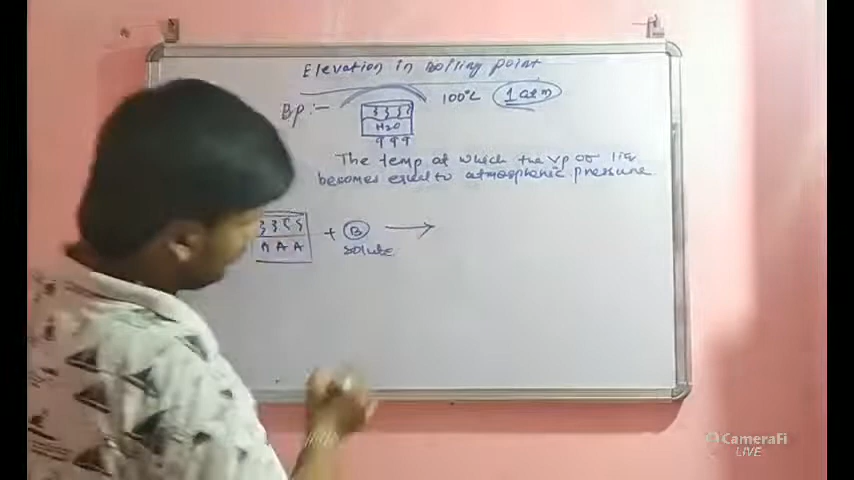 Elevation in Boiling point
Bp :-
H2O
100°C
1 atm
The temp at which the vp of liq
becomes equal to atmospheric pressure
A A A
+ B →
solute
CameraFi
LIVE